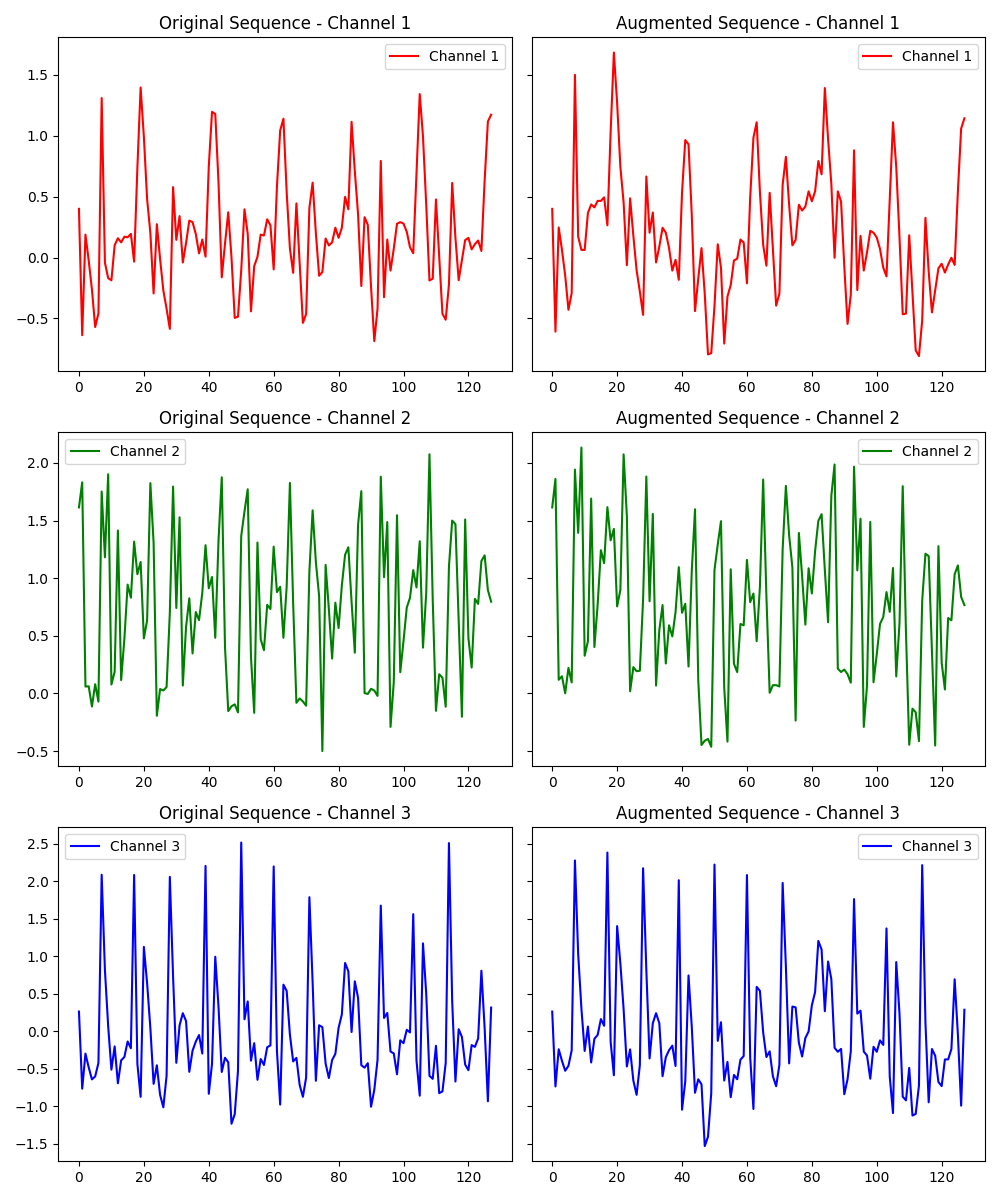 Original Sequence - Channel 1
Augmented Sequence - Channel 1
Channel 1
Channel 1
1.5
1.0
0.5
0.0
−0.5
0 20 40 60 80 100 120
0 20 40 60 80 100 120
Original Sequence - Channel 2
Augmented Sequence - Channel 2
Channel 2
Channel 2
2.0
1.5
1.0
0.5
0.0
−0.5
0 20 40 60 80 100 120
0 20 40 60 80 100 120
Original Sequence - Channel 3
Augmented Sequence - Channel 3
Channel 3
Channel 3
2.5
2.0
1.5
1.0
0.5
0.0
−0.5
−1.0
−1.5
0 20 40 60 80 100 120
0 20 40 60 80 100 120